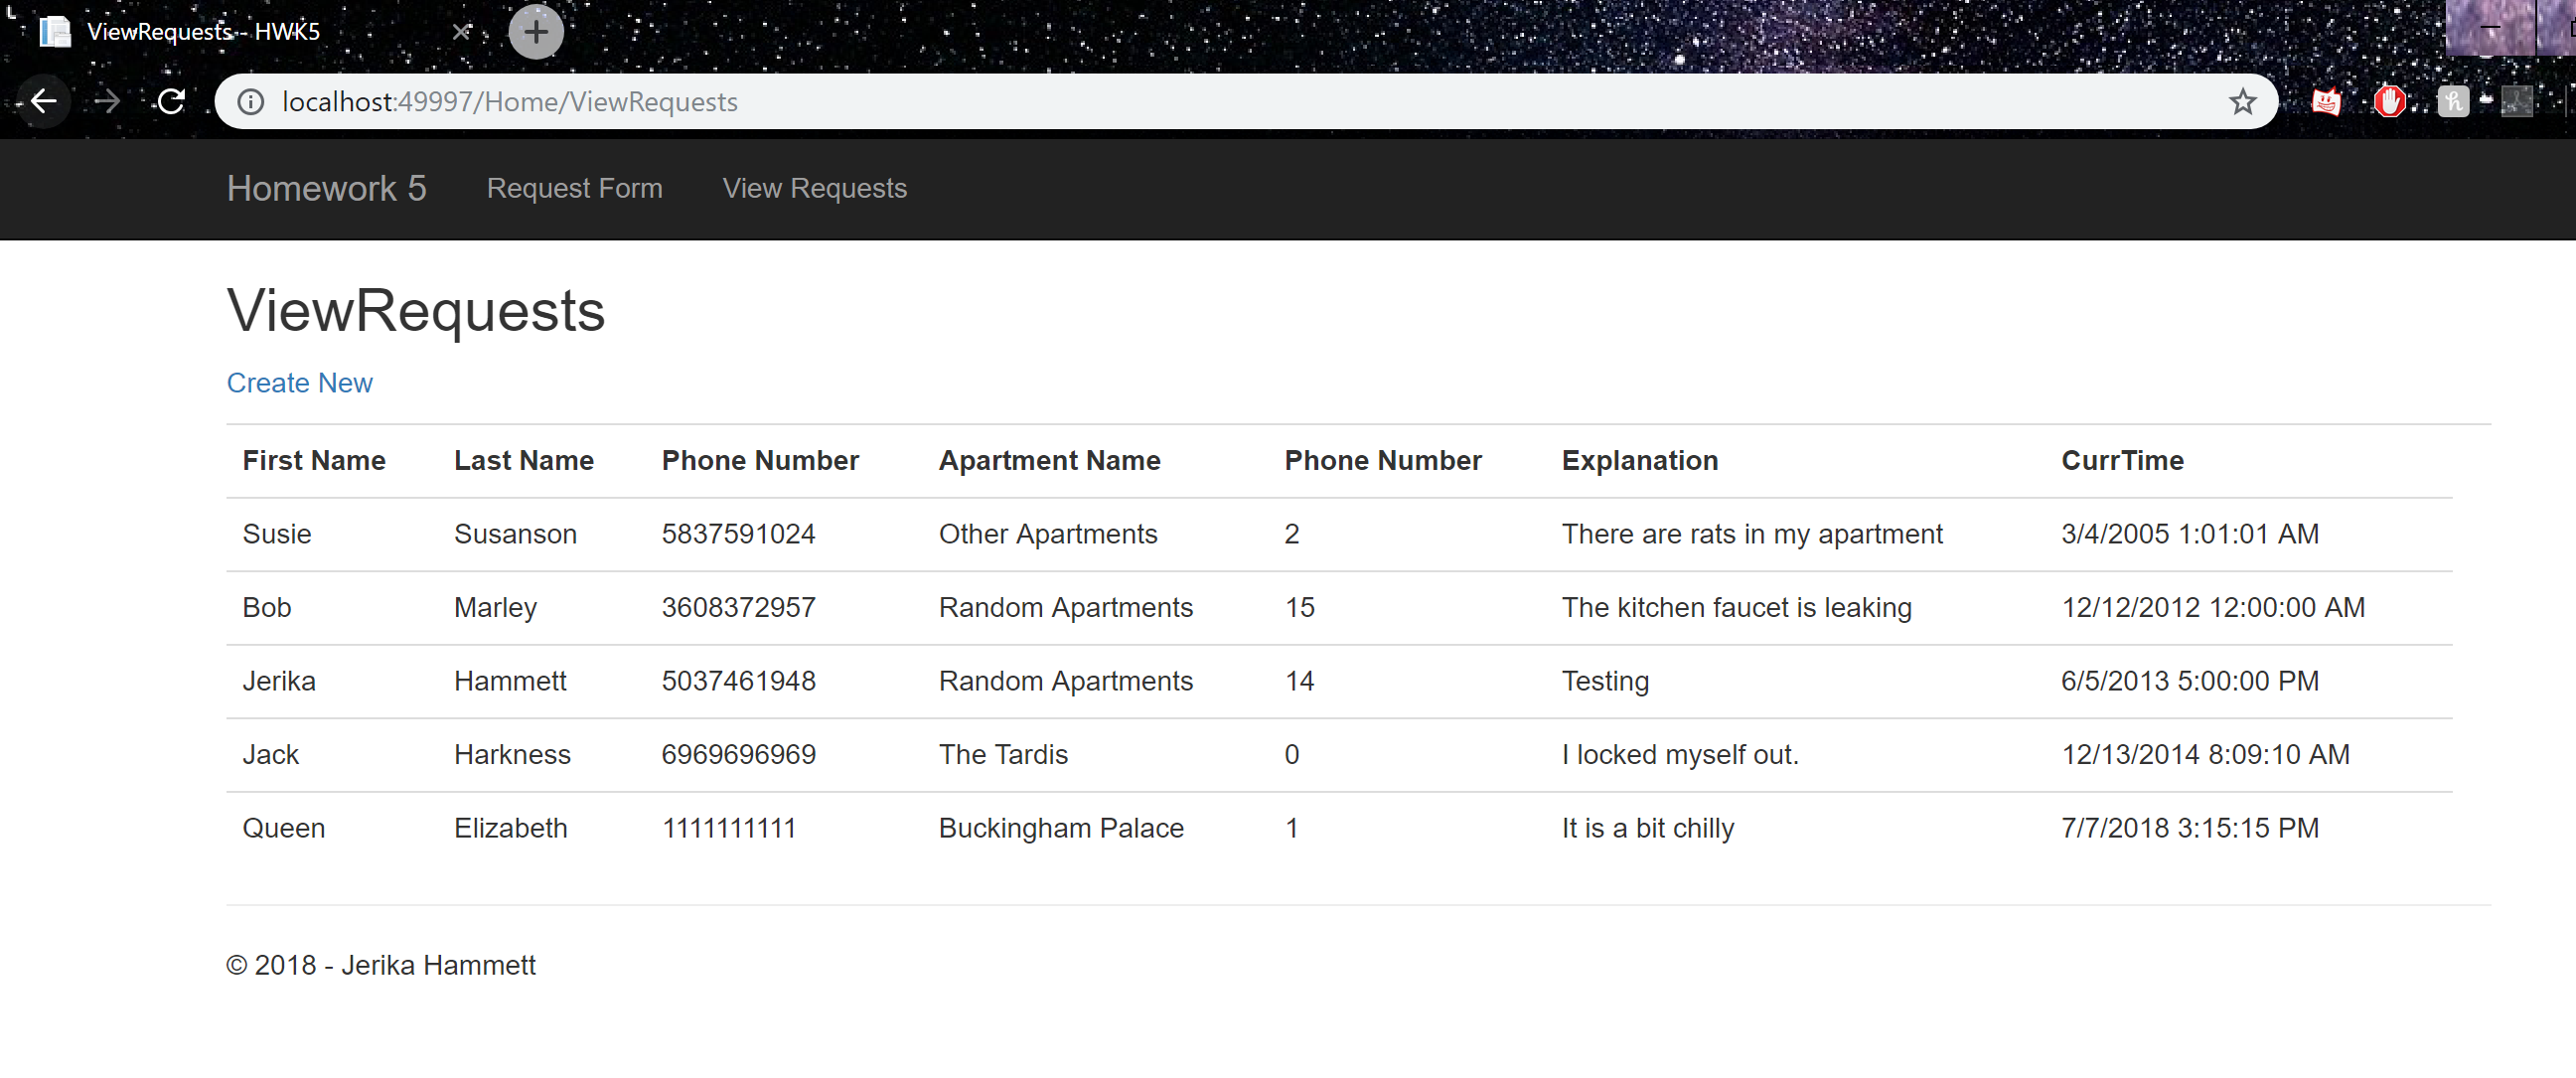 ViewRequests - HWK5
localhost:49997/Home/ViewRequests
Homework 5 Request Form View Requests
ViewRequests
Create New
First Name Last Name Phone Number Apartment Name Phone Number Explanation CurrTime
Susie Susanson 5837591024 Other Apartments 2 There are rats in my apartment 3/4/2005 1:01:01 AM
Bob Marley 3608372957 Random Apartments 15 The kitchen faucet is leaking 12/12/2012 12:00:00 AM
Jerika Hammett 5037461948 Random Apartments 14 Testing 6/5/2013 5:00:00 PM
Jack Harkness 6969696969 The Tardis 0 I locked myself out. 12/13/2014 8:09:10 AM
Queen Elizabeth 1111111111 Buckingham Palace 1 It is a bit chilly 7/7/2018 3:15:15 PM
© 2018 - Jerika Hammett